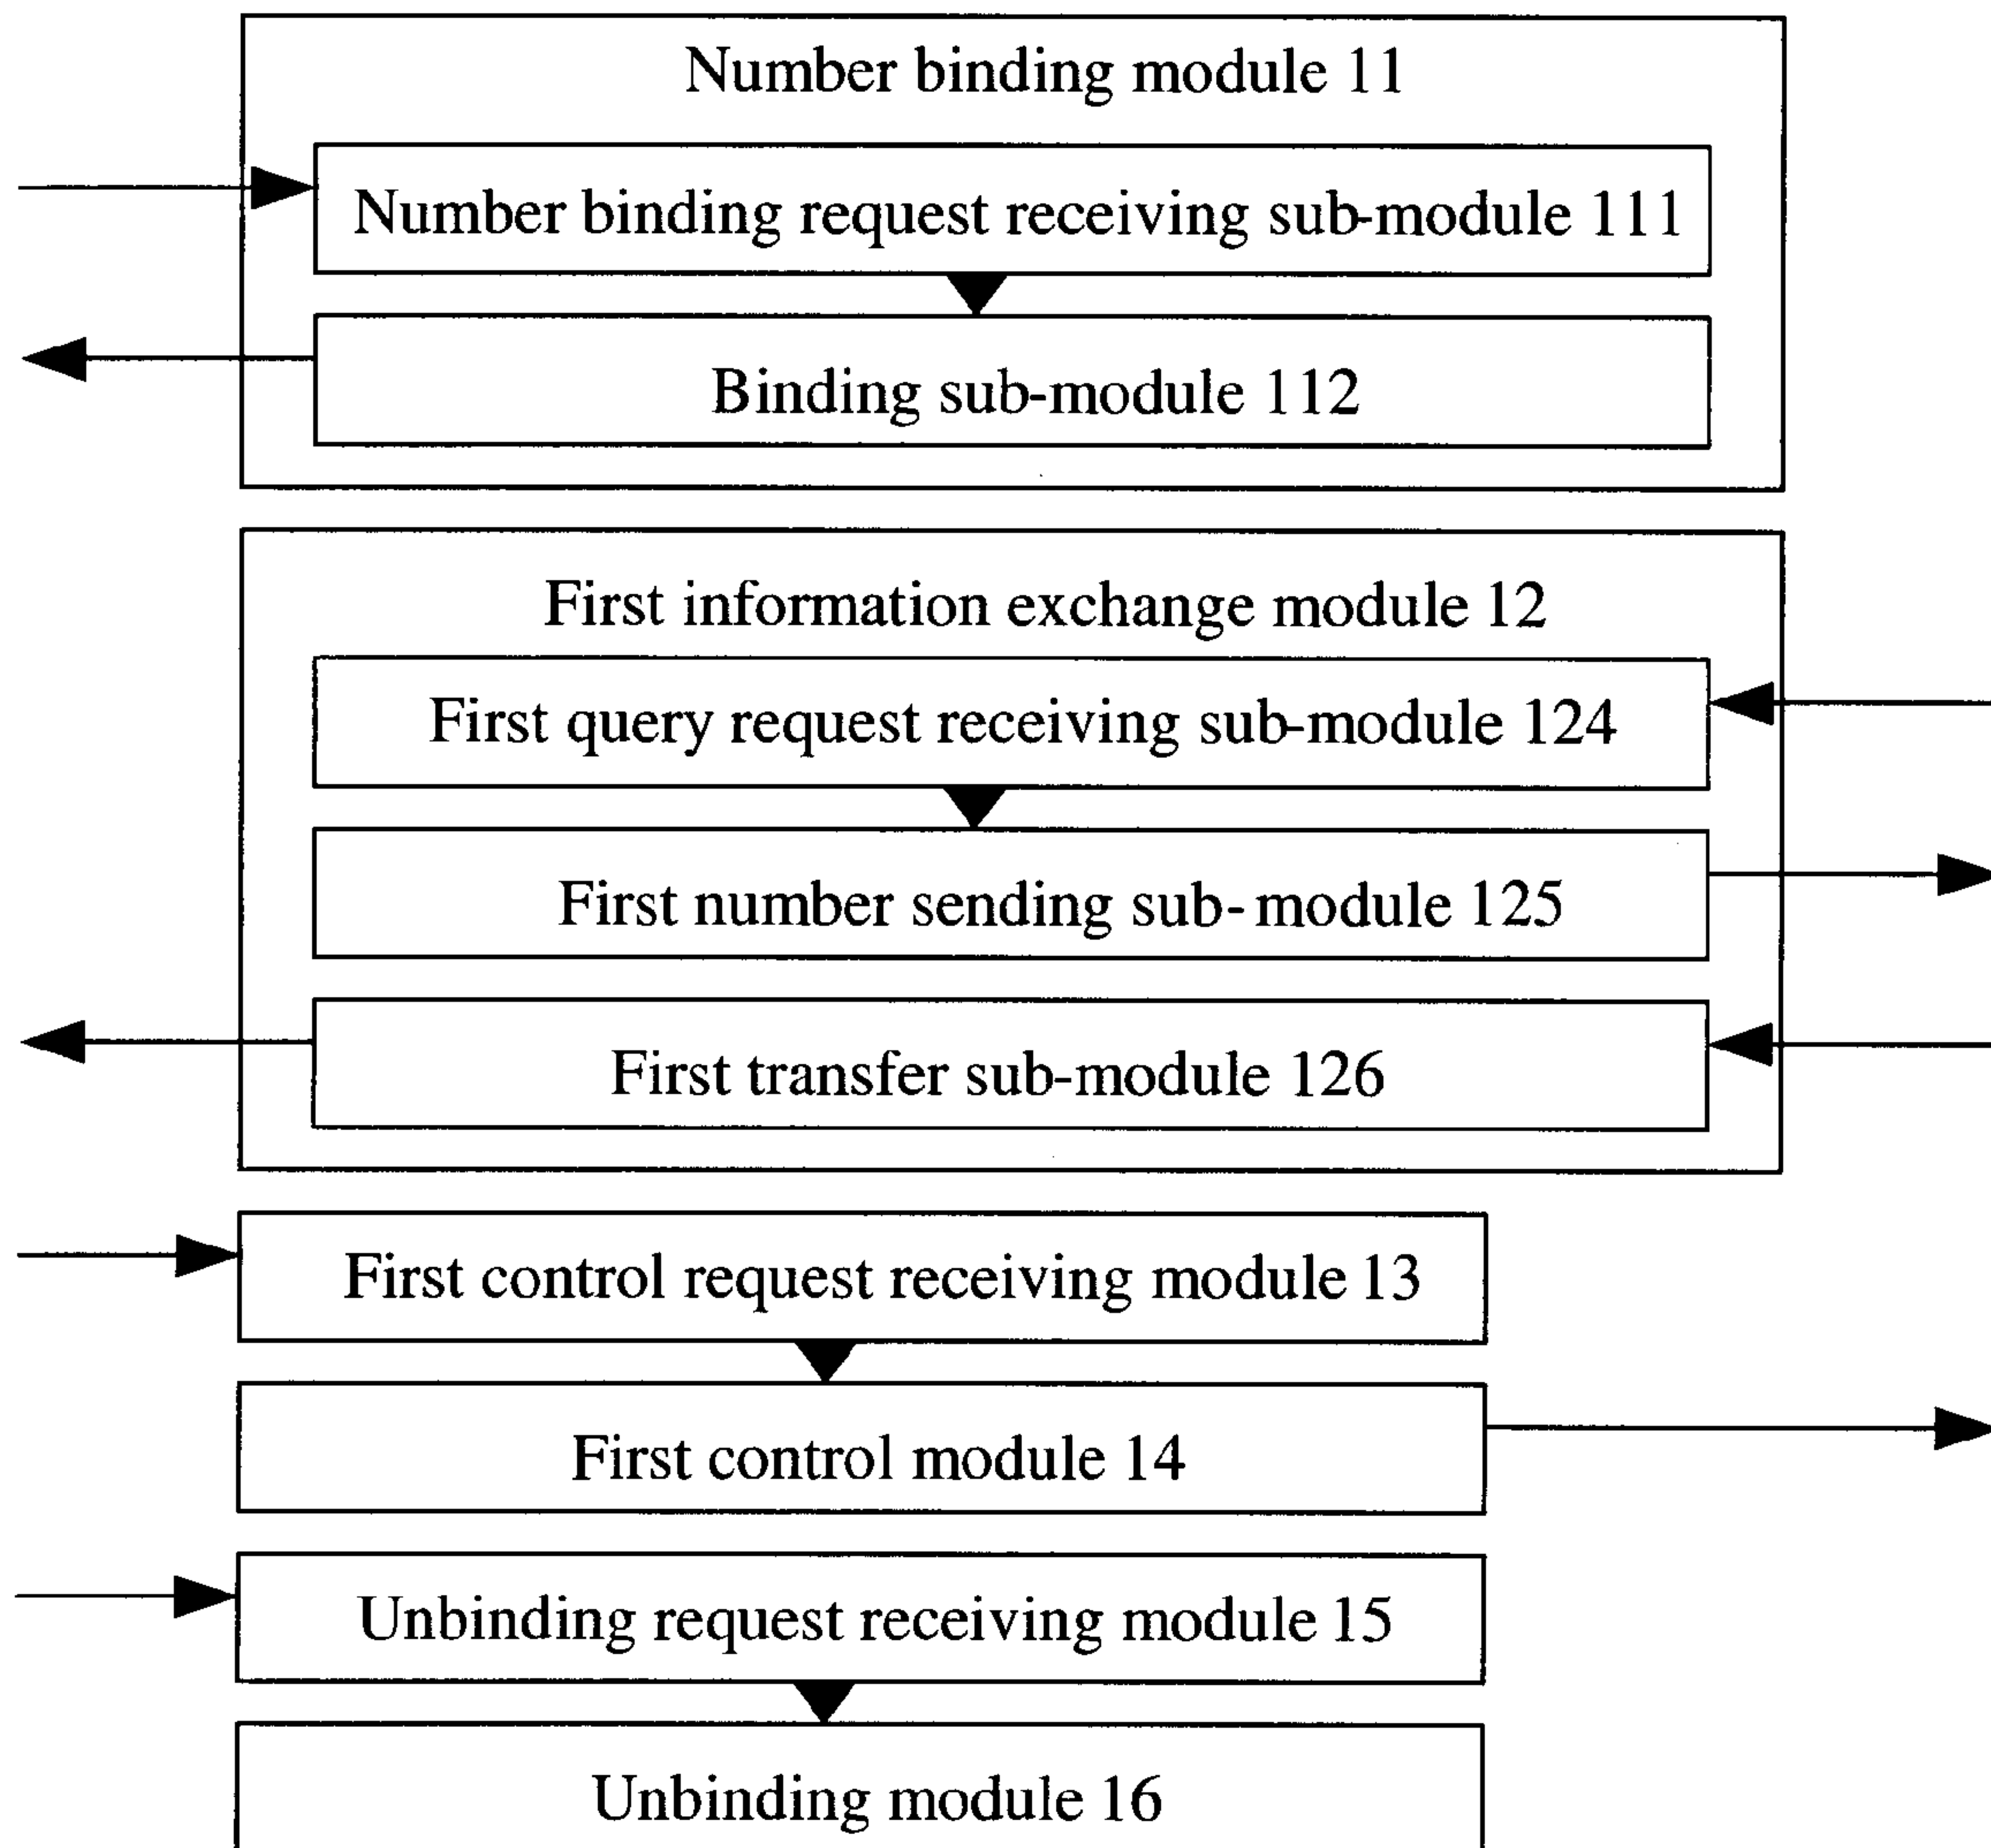 Number binding module 11
Number binding request receiving sub-module 111
Binding sub-module 112
First information exchange module 12
First query request receiving sub-module 124
First number sending sub-module 125
First transfer sub-module 126
First control request receiving module 13
First control module 14
Unbinding request receiving module 15
Unbinding module 16